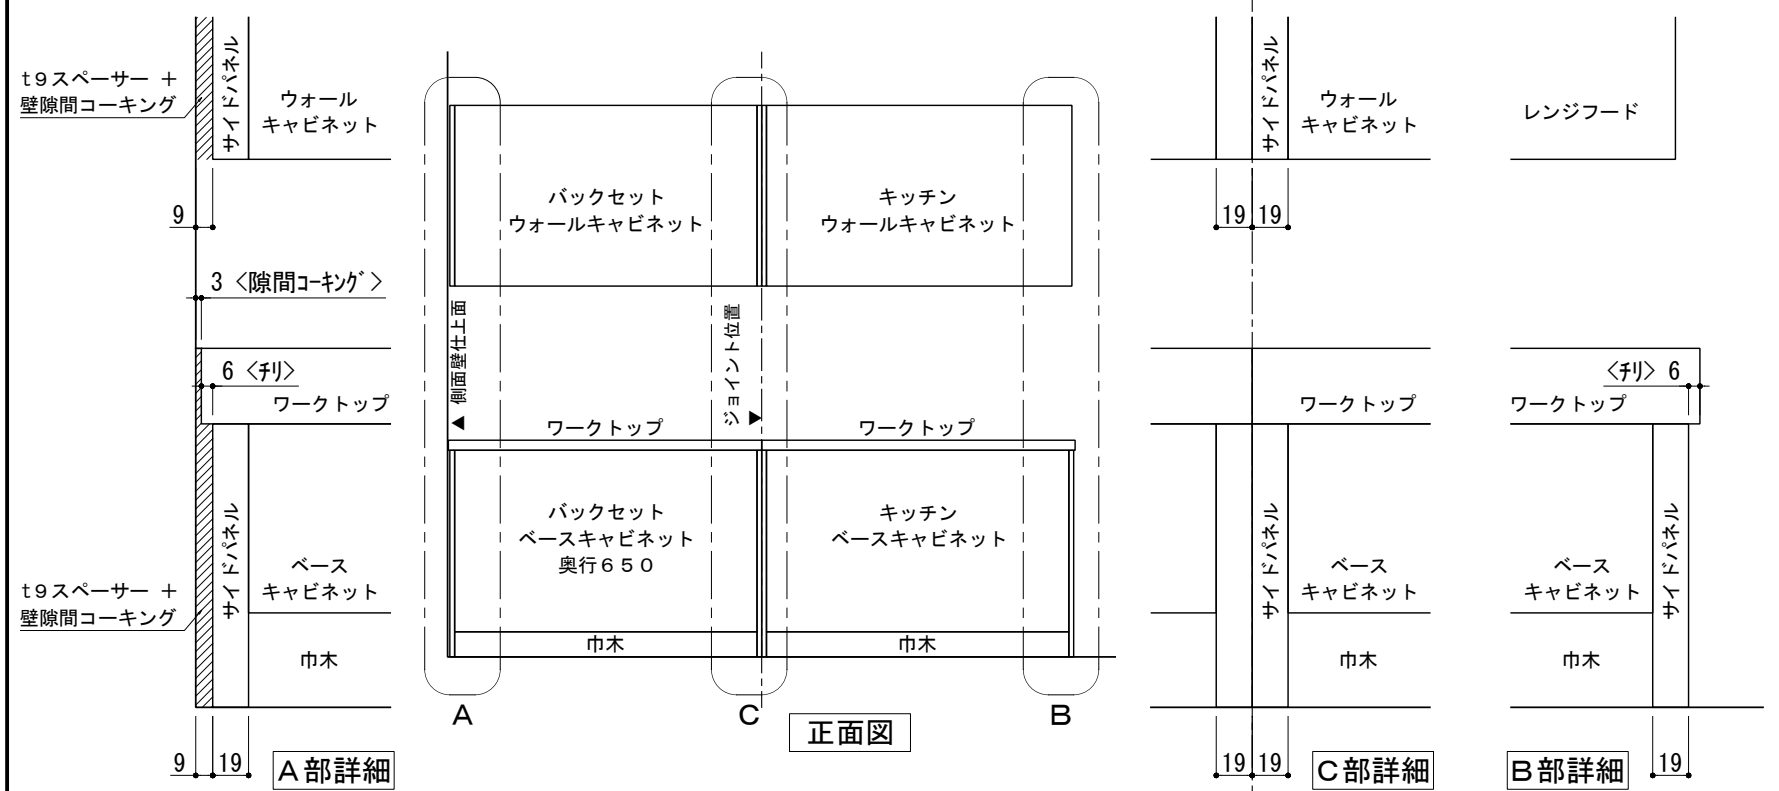 t9スペーサー +
壁隙間コーキング
サイドパネル
ウォール
キャビネット
9
3 <隙間コーキング>
6 <チリ>
ワークトップ
サイドパネル
ベース
キャビネット
t9スペーサー +
壁隙間コーキング
巾木
9
19
A部詳細
バックセット
ウォールキャビネット
キッチン
ウォールキャビネット
▲ 側面壁仕上面
ジョイント位置
▼
ワークトップ
ワークトップ
バックセット
ベースキャビネット
奥行650
キッチン
ベースキャビネット
巾木
巾木
A
C
B
正面図
サイドパネル
ウォール
キャビネット
19 19
ワークトップ
サイドパネル
ベース
キャビネット
巾木
19 19
C部詳細
レンジフード
<チリ> 6
ワークトップ
ベース
キャビネット
サイドパネル
巾木
B部詳細
19